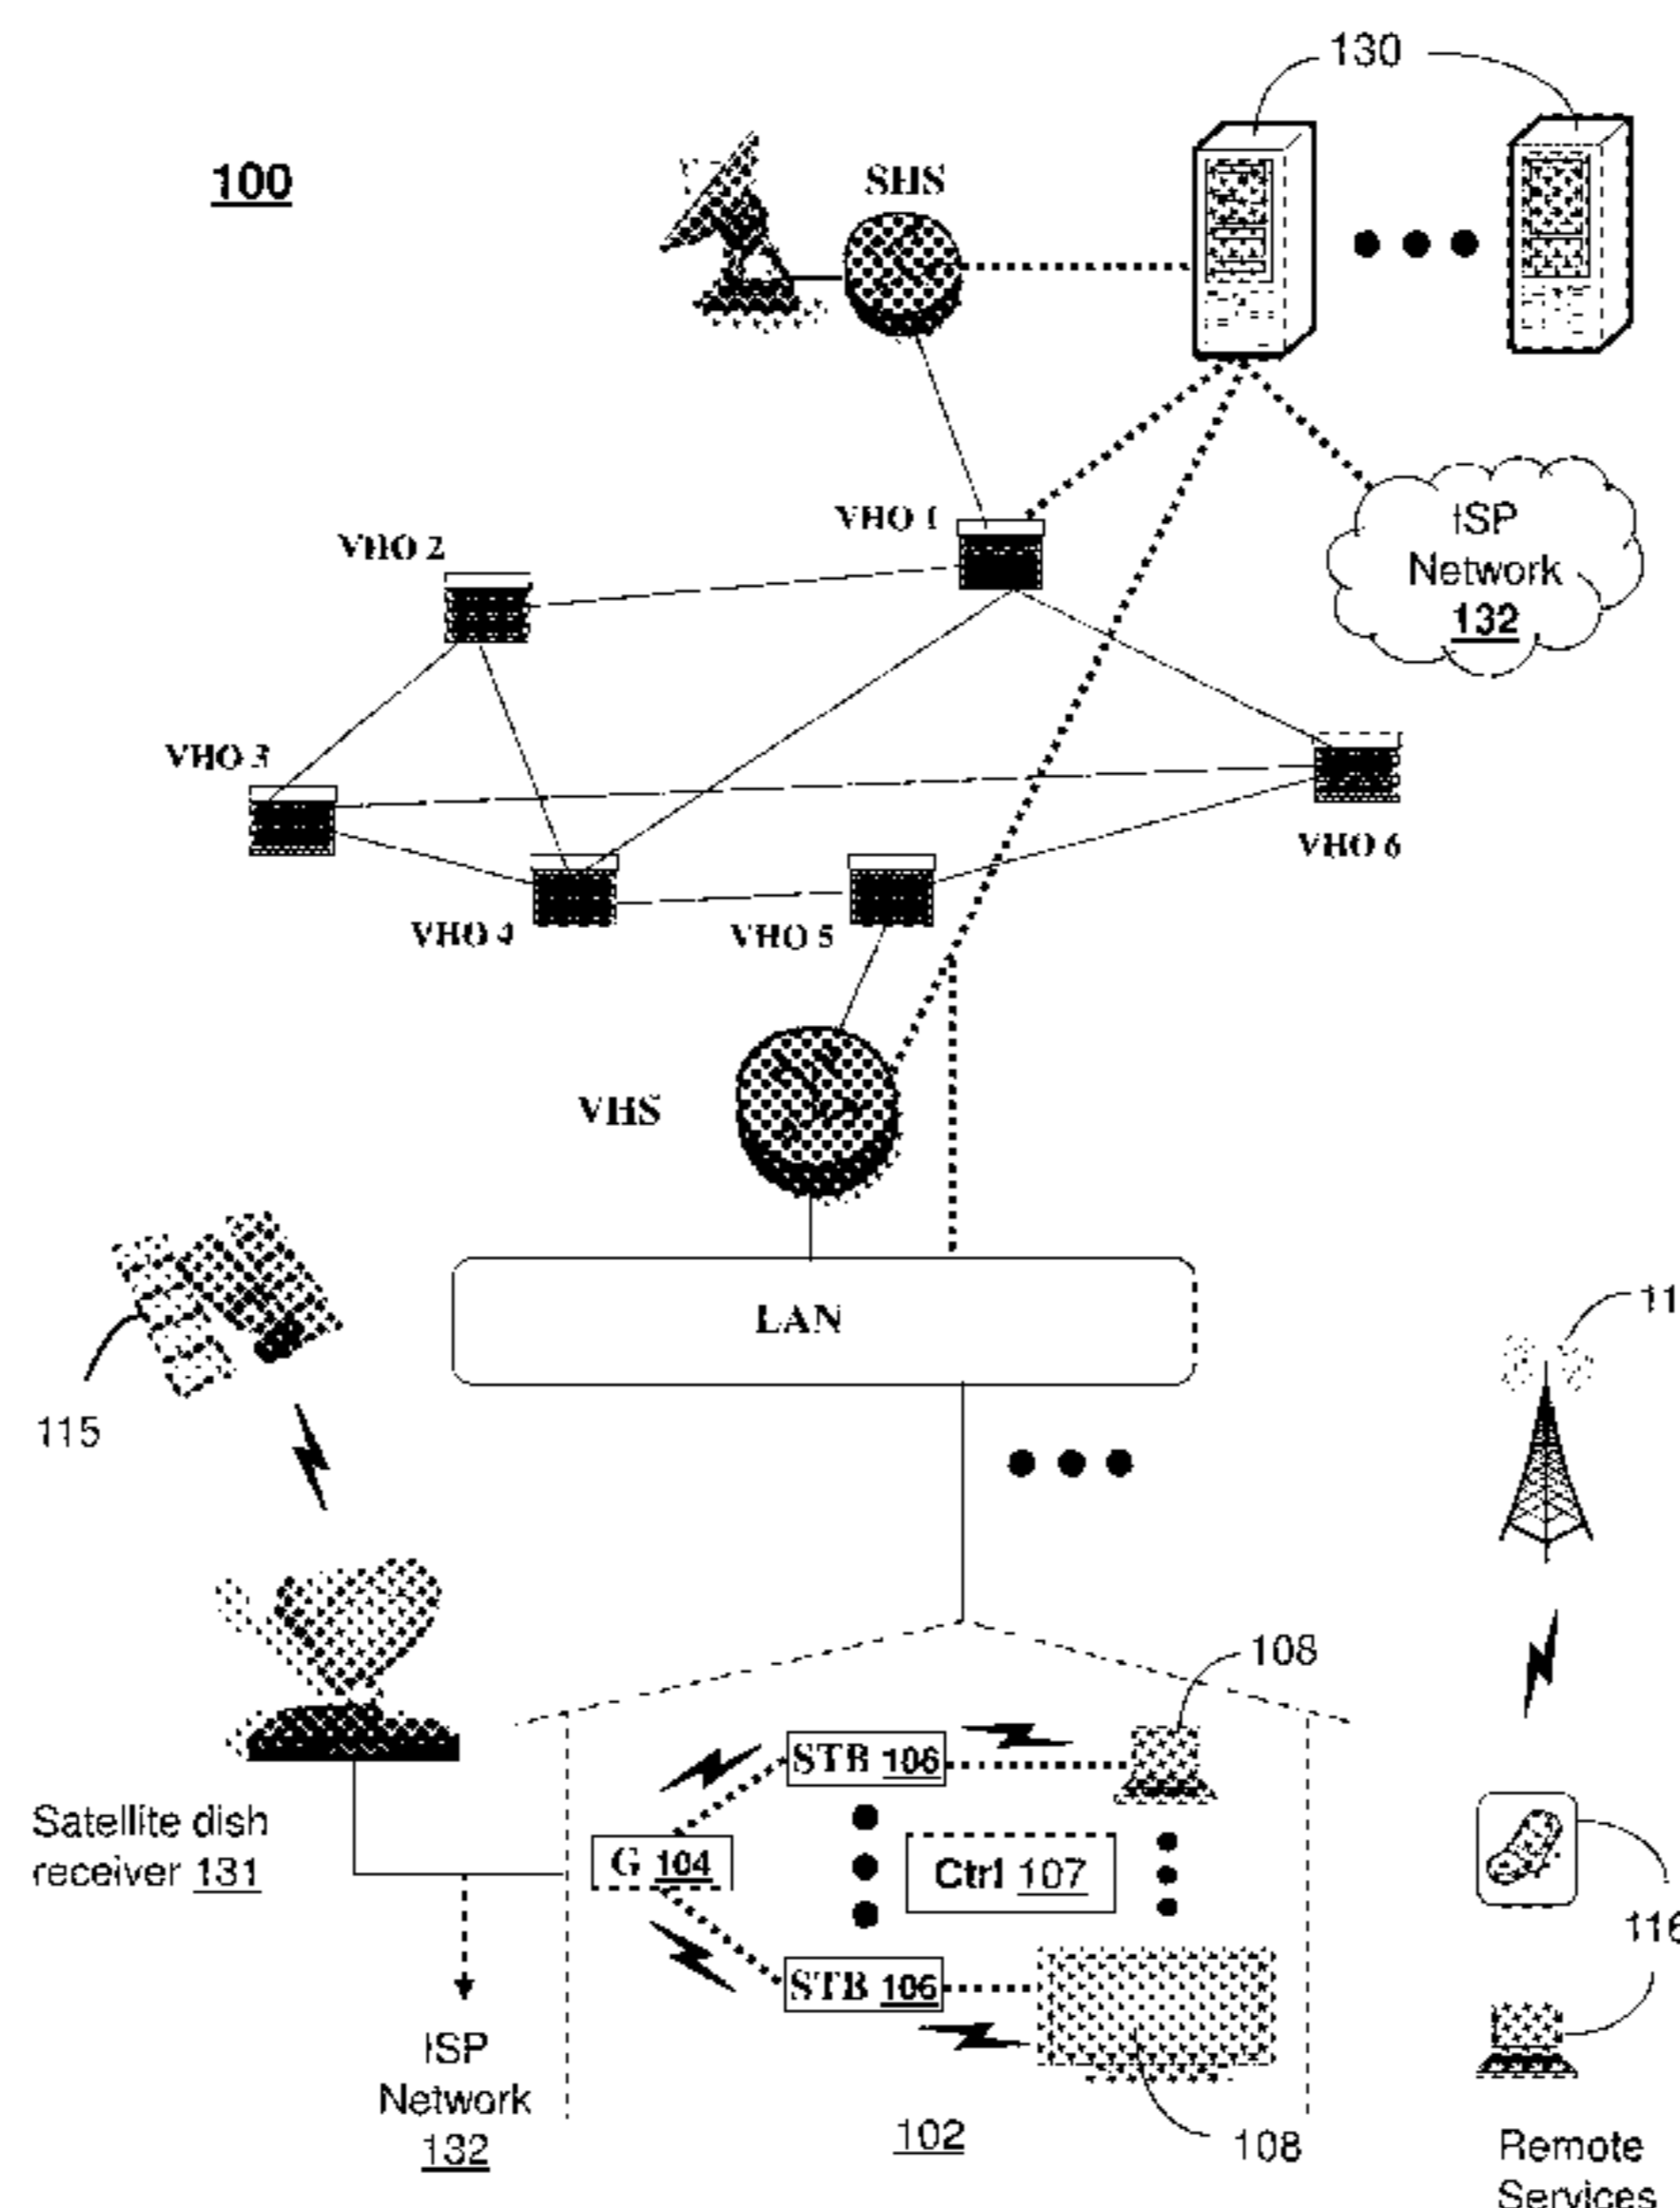 130
100
SHS
VHO 1
ISP
Network
132
VHO 2
VHO 3
VHO 6
VHO 4
VHO 5
VHS
LAN
115
108
STB 106
Satellite dish
receiver 131
G 104
Ctrl 107
STB 106
ISP
Network
132
102
108
116
Remote
Services